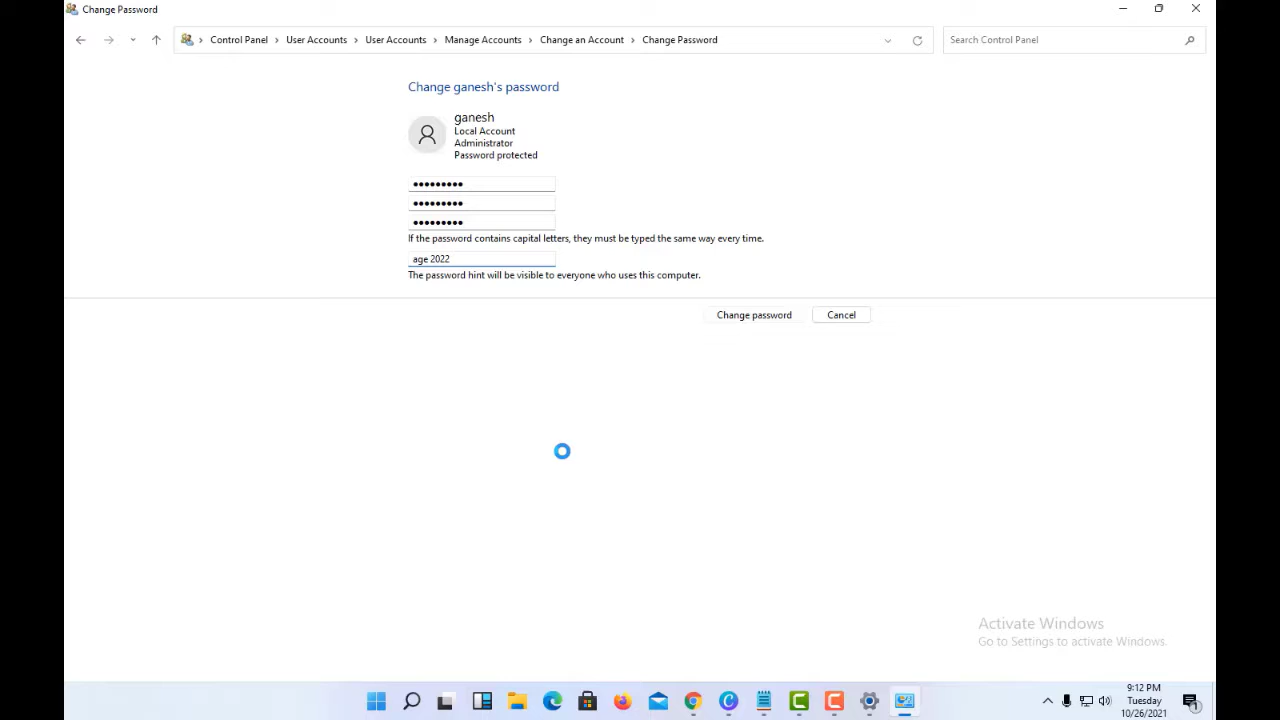 Change Password
Control Panel › User Accounts › User Accounts › Manage Accounts › Change an Account › Change Password
Search Control Panel
Change ganesh's password
ganesh
Local Account
Administrator
Password protected
•••••••••
•••••••••
•••••••••
If the password contains capital letters, they must be typed the same way every time.
age 2022
The password hint will be visible to everyone who uses this computer.
Change password
Cancel
Activate Windows
Go to Settings to activate Windows.
9:12 PM
Tuesday
10/26/2021
1